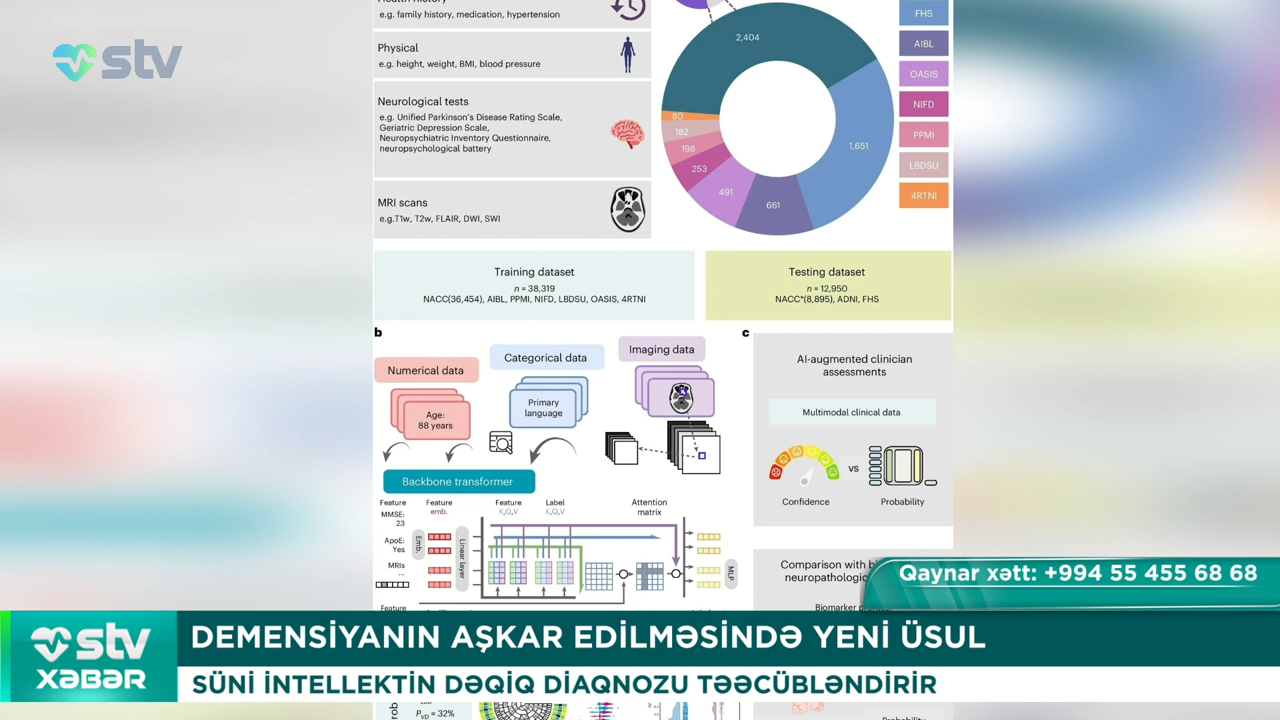 Health history
e.g. family history, medication, hypertension
Physical
e.g. height, weight, BMI, blood pressure
Neurological tests
e.g. Unified Parkinson's Disease Rating Scale,
Geriatric Depression Scale,
Neuropsychiatric Inventory Questionnaire,
neuropsychological battery
MRI scans
e.g.T1w, T2w, FLAIR, DWI, SWI
stv
2,404
1,651
661
491
253
198
182
80
FHS
AIBL
OASIS
NIFD
PPMI
LBDSU
4RTNI
Training dataset
n = 38,319
NACC(36,454), AIBL, PPMI, NIFD, LBDSU, OASIS, 4RTNI
Testing dataset
n = 12,950
NACC*(8,895), ADNI, FHS
b
Numerical data
Categorical data
Imaging data
Age:
88 years
Primary
language
Backbone transformer
Feature
MMSE:
23
ApoE:
Yes
MRIs
...
Feature
Feature
emb.
Emb.
Linear layer
Feature
K,Q,V
Label
K,Q,V
Attention
matrix
MLP
c
AI-augmented clinician
assessments
Multimodal clinical data
vs
Confidence
Probability
Comparison with
neuropathologic
Biomarker
Qaynar xətt: +994 55 455 68 68
stv
XƏBƏR
DEMENSİYANIN AŞKAR EDİLMƏSİNDƏ YENİ ÜSUL
SÜNİ İNTELLEKTİN DƏQİQ DİAQNOZU TƏƏCÜBLƏNDİRİR
P_VD = 32%
Probability